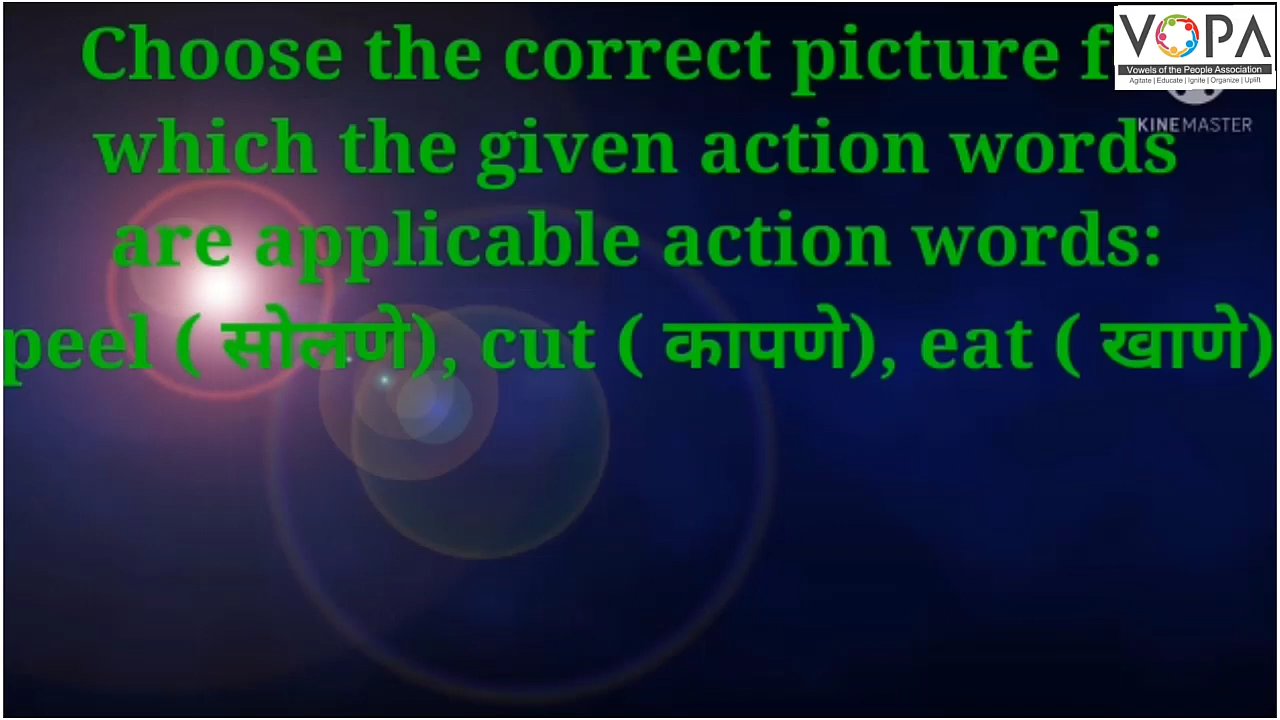 Choose the correct picture f
which the given action words
are applicable action words:
peel ( सोलणे), cut ( कापणे), eat ( खाणे)
VOPA
Vowels of the People Association
Agitate | Educate | Ignite | Organize | Uplift
KINEMASTER